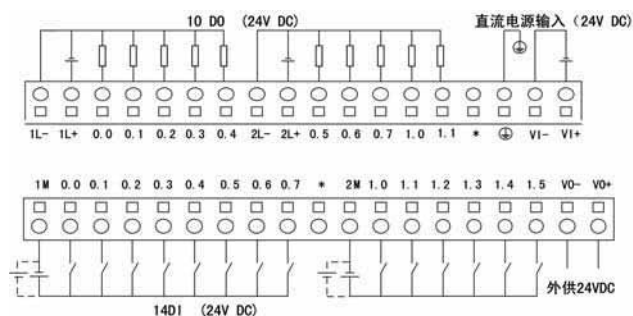 10 DO (24V DC) 直流电源输入(24V DC)
1L- 1L+ 0.0 0.1 0.2 0.3 0.4 2L- 2L+ 0.5 0.6 0.7 1.0 1.1 * VI- VI+
1M 0.0 0.1 0.2 0.3 0.4 0.5 0.6 0.7 * 2M 1.0 1.1 1.2 1.3 1.4 1.5 VO- VO+
外供24VDC
14DI (24V DC)